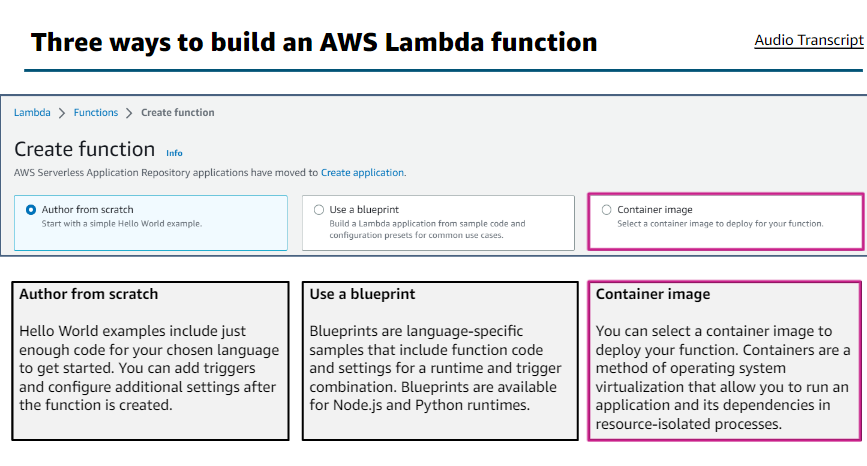 Three ways to build an AWS Lambda function
Audio Transcript
Lambda > Functions > Create function
Create function Info
AWS Serverless Application Repository applications have moved to Create application.
Author from scratch
Start with a simple Hello World example.
Use a blueprint
Build a Lambda application from sample code and
configuration presets for common use cases.
Container image
Select a container image to deploy for your function.
Author from scratch
Hello World examples include just
enough code for your chosen language
to get started. You can add triggers
and configure additional settings after
the function is created.
Use a blueprint
Blueprints are language-specific
samples that include function code
and settings for a runtime and trigger
combination. Blueprints are available
for Node.js and Python runtimes.
Container image
You can select a container image to
deploy your function. Containers are a
method of operating system
virtualization that allow you to run an
application and its dependencies in
resource-isolated processes.